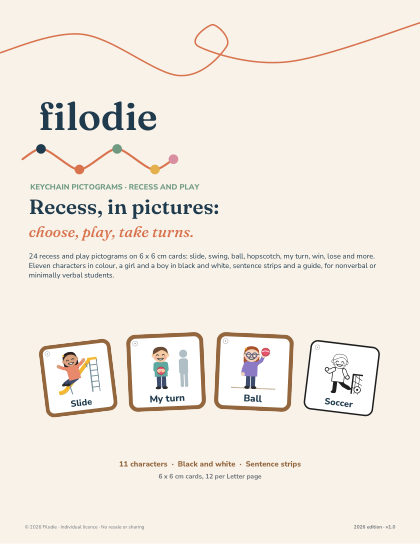 filodie
KEYCHAIN PICTOGRAMS · RECESS AND PLAY
Recess, in pictures:
choose, play, take turns.
24 recess and play pictograms on 6 x 6 cm cards: slide, swing, ball, hopscotch, my turn, win, lose and more.
Eleven characters in colour, a girl and a boy in black and white, sentence strips and a guide, for nonverbal or
minimally verbal students.
Slide
My turn
Ball
Soccer
11 characters · Black and white · Sentence strips
6 x 6 cm cards, 12 per Letter page
© 2026 Filodie · Individual licence · No resale or sharing
2026 edition · v1.0